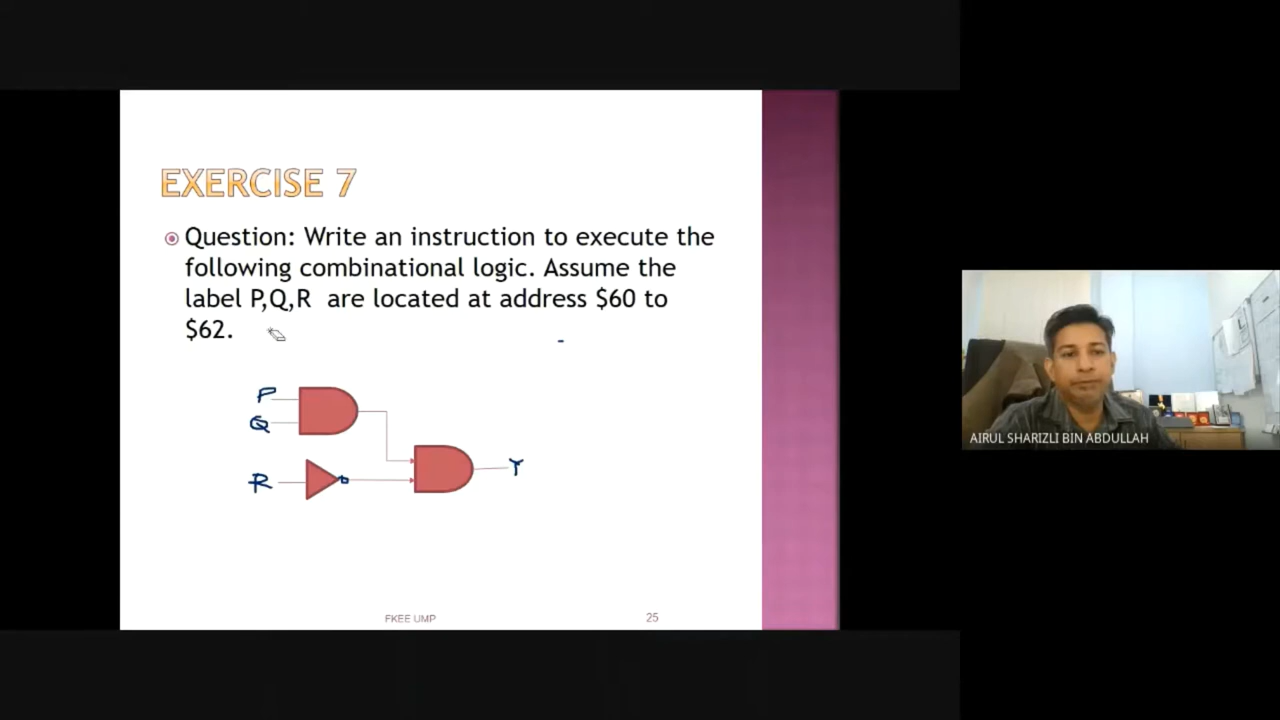 EXERCISE 7
Question: Write an instruction to execute the
following combinational logic. Assume the
label P,Q,R are located at address $60 to
$62.
P
Q
R
Y
AIRUL SHARIZLI BIN ABDULLAH
FKEE UMP
25